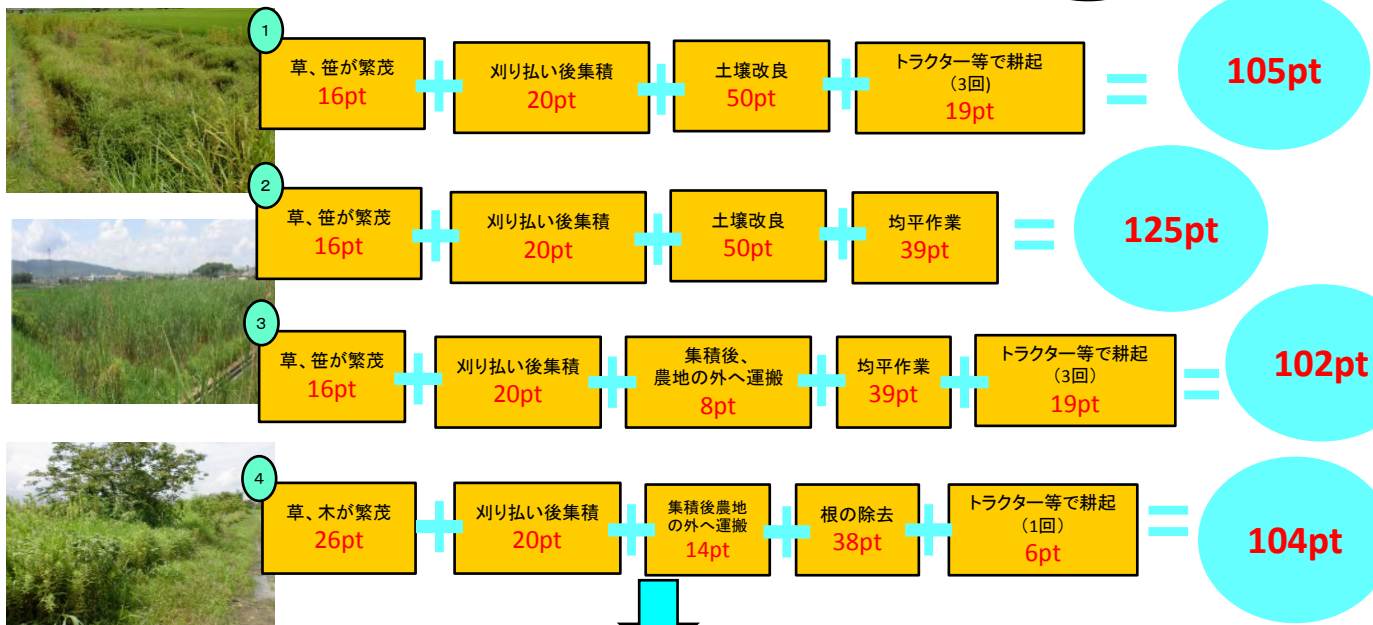 1
草、笹が繁茂
16pt
+
刈り払い後集積
20pt
+
土壌改良
50pt
+
トラクター等で耕起
（3回)
19pt
=
105pt
2
草、笹が繁茂
16pt
+
刈り払い後集積
20pt
+
土壌改良
50pt
+
均平作業
39pt
=
125pt
3
草、笹が繁茂
16pt
+
刈り払い後集積
20pt
+
集積後、
農地の外へ運搬
8pt
+
均平作業
39pt
+
トラクター等で耕起
（3回）
19pt
=
102pt
4
草、木が繁茂
26pt
+
刈り払い後集積
20pt
+
集積後農地
の外へ運搬
14pt
+
根の除去
38pt
+
トラクター等で耕起
（1回）
6pt
=
104pt